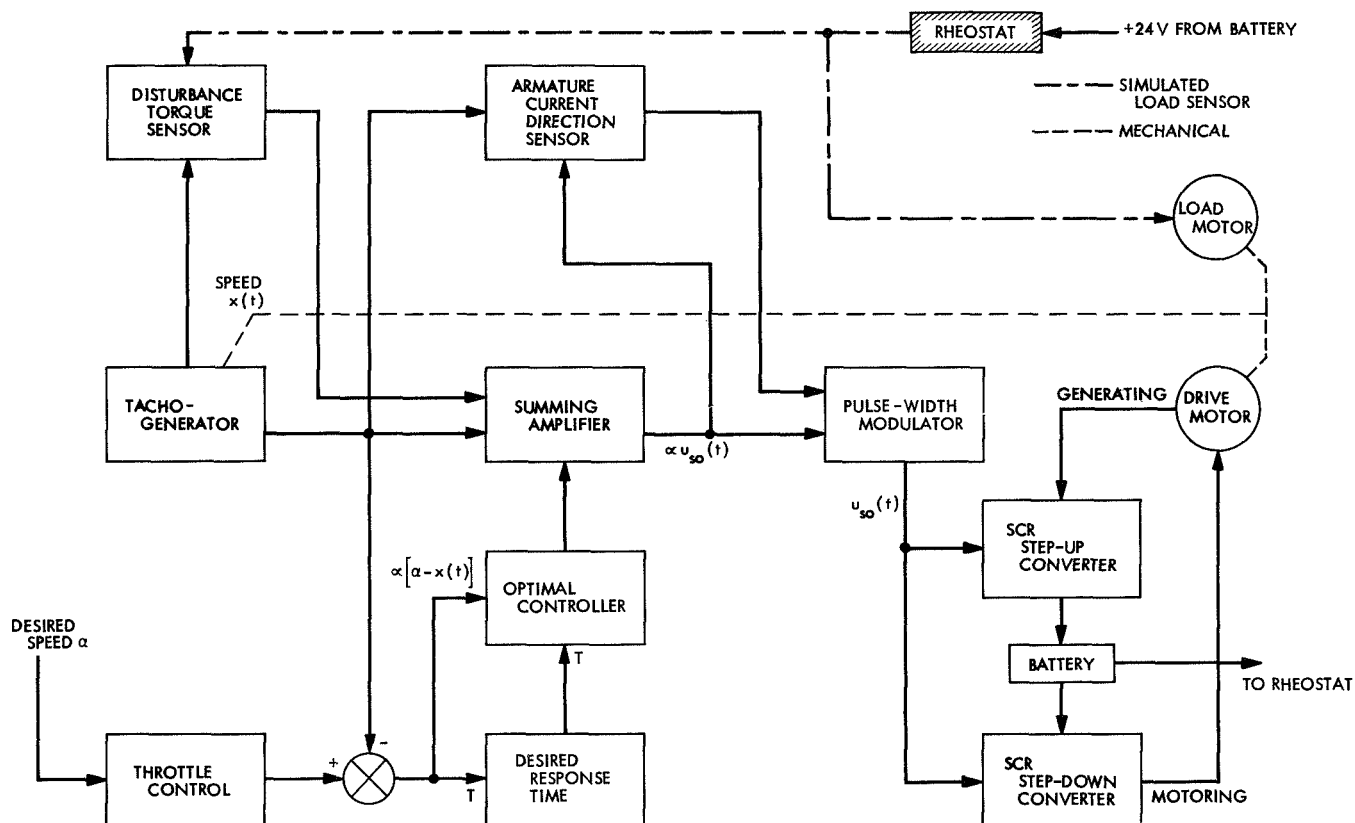 RHEOSTAT
+24V FROM BATTERY
DISTURBANCE
TORQUE
SENSOR
ARMATURE
CURRENT
DIRECTION
SENSOR
SIMULATED
LOAD SENSOR
MECHANICAL
LOAD
MOTOR
SPEED
x(t)
TACHO-
GENERATOR
SUMMING
AMPLIFIER
∝ u_so(t)
PULSE-WIDTH
MODULATOR
GENERATING
DRIVE
MOTOR
u_so(t)
SCR
STEP-UP
CONVERTER
∝[α-x(t)]
OPTIMAL
CONTROLLER
DESIRED
SPEED α
T
BATTERY
TO RHEOSTAT
THROTTLE
CONTROL
+
-
T
DESIRED
RESPONSE
TIME
SCR
STEP-DOWN
CONVERTER
MOTORING